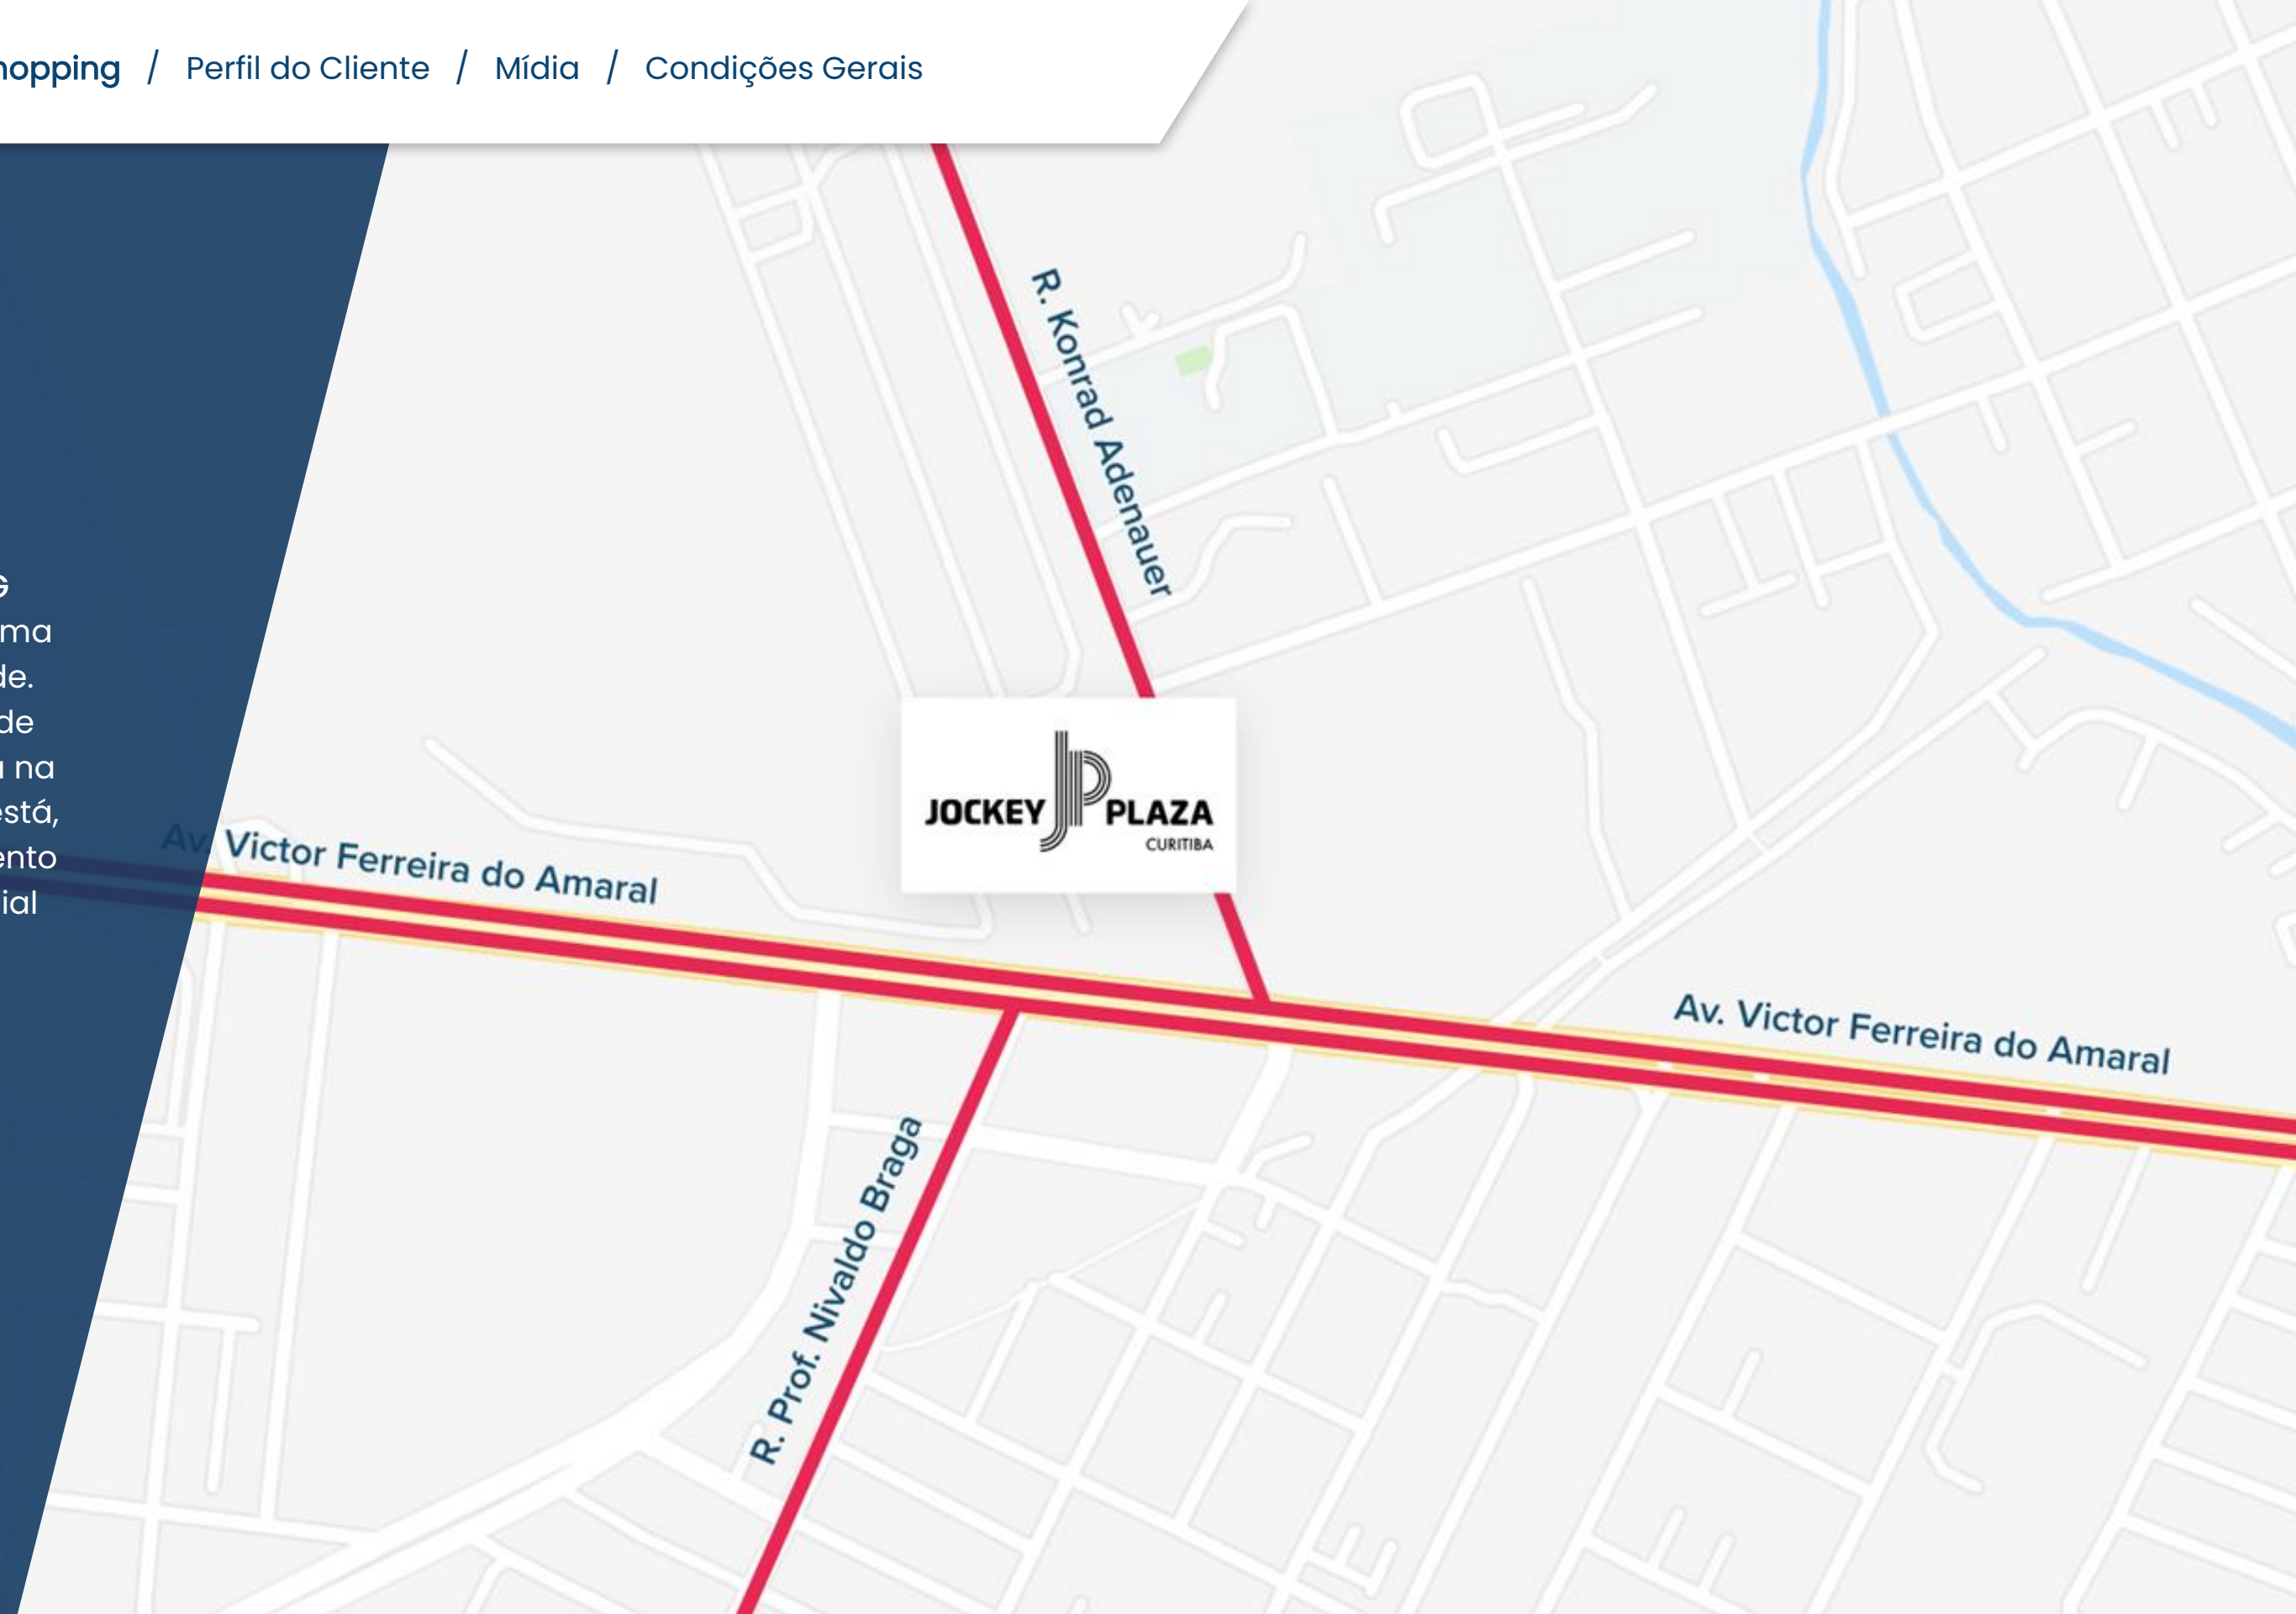 hopping / Perfil do Cliente / Mídia / Condições Gerais
R. Konrad Adenauer
G
ma
de.
de
na
está,
ento
ial
JOCKEY JP PLAZA
CURITIBA
Av. Victor Ferreira do Amaral
Av. Victor Ferreira do Amaral
R. Prof. Nivaldo Braga